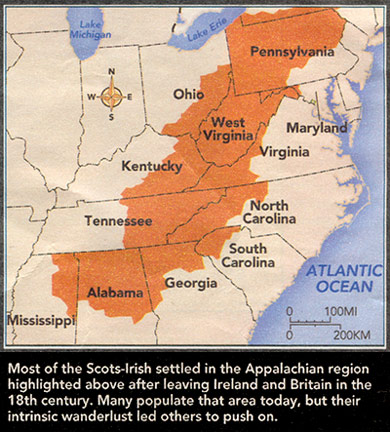 Lake
Michigan
Lake Erie
Pennsylvania
N
W
E
S
Ohio
West
Virginia
Maryland
Virginia
Kentucky
North
Carolina
Tennessee
South
Carolina
ATLANTIC
OCEAN
Georgia
Alabama
Mississippi
0
100MI
0
200KM
Most of the Scots-Irish settled in the Appalachian region
highlighted above after leaving Ireland and Britain in the
18th century. Many populate that area today, but their
intrinsic wanderlust led others to push on.